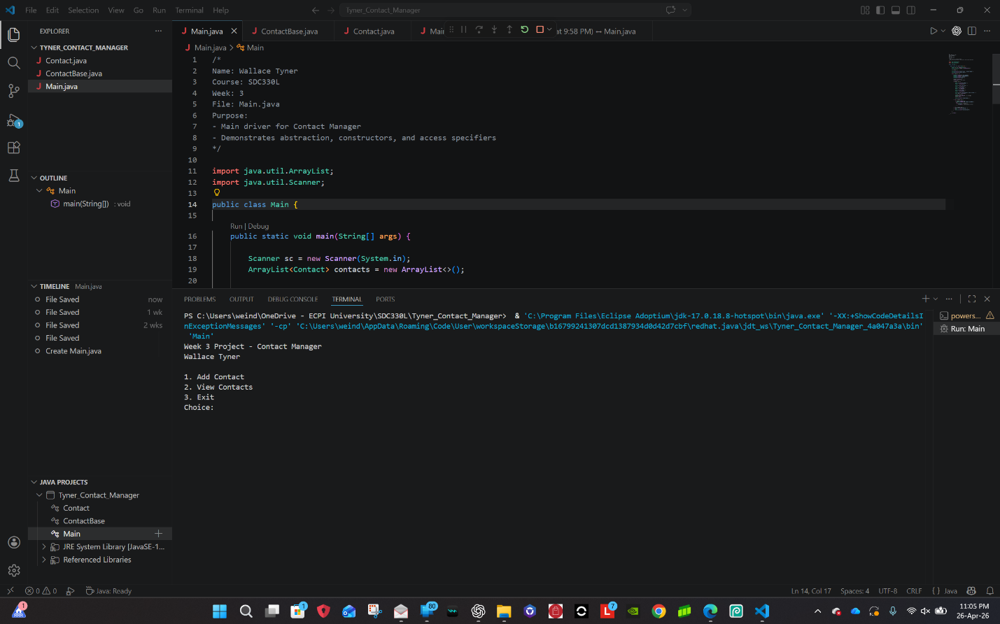 File Edit Selection View Go Run Terminal Help
Tyner_Contact_Manager
EXPLORER
TYNER_CONTACT_MANAGER
Contact.java
ContactBase.java
Main.java
OUTLINE
Main
main(String[]) : void
TIMELINE Main.java
File Saved now
File Saved 1 wk
File Saved 2 wks
File Saved
Create Main.java
JAVA PROJECTS
Tyner_Contact_Manager
Contact
ContactBase
Main
JRE System Library [JavaSE-1...
Referenced Libraries
Main.java ContactBase.java Contact.java Mai at 9:58 PM) ↔ Main.java
Main.java > Main
1 /*
2 Name: Wallace Tyner
3 Course: SDC330L
4 Week: 3
5 File: Main.java
6 Purpose:
7 - Main driver for Contact Manager
8 - Demonstrates abstraction, constructors, and access specifiers
9 */
10
11 import java.util.ArrayList;
12 import java.util.Scanner;
13
14 public class Main {
15
Run | Debug
16 public static void main(String[] args) {
17
18 Scanner sc = new Scanner(System.in);
19 ArrayList<Contact> contacts = new ArrayList<>();
20
PROBLEMS OUTPUT DEBUG CONSOLE TERMINAL PORTS
PS C:\Users\weind\OneDrive - ECPI University\SDC330L\Tyner_Contact_Manager> & 'C:\Program Files\Eclipse Adoptium\jdk-17.0.18.8-hotspot\bin\java.exe' '-XX:+ShowCodeDetailsI
nExceptionMessages' '-cp' 'C:\Users\weind\AppData\Roaming\Code\User\workspaceStorage\b16799241307dcd1387934d0d42d7cbf\redhat.java\jdt_ws\Tyner_Contact_Manager_4a047a3a\bin'
'Main'
Week 3 Project - Contact Manager
Wallace Tyner
1. Add Contact
2. View Contacts
3. Exit
Choice:
powers...
Run: Main
0 0 Java: Ready
Ln 14, Col 17 Spaces: 4 UTF-8 CRLF {} Java
1 1 80 7
11:05 PM
26-Apr-26